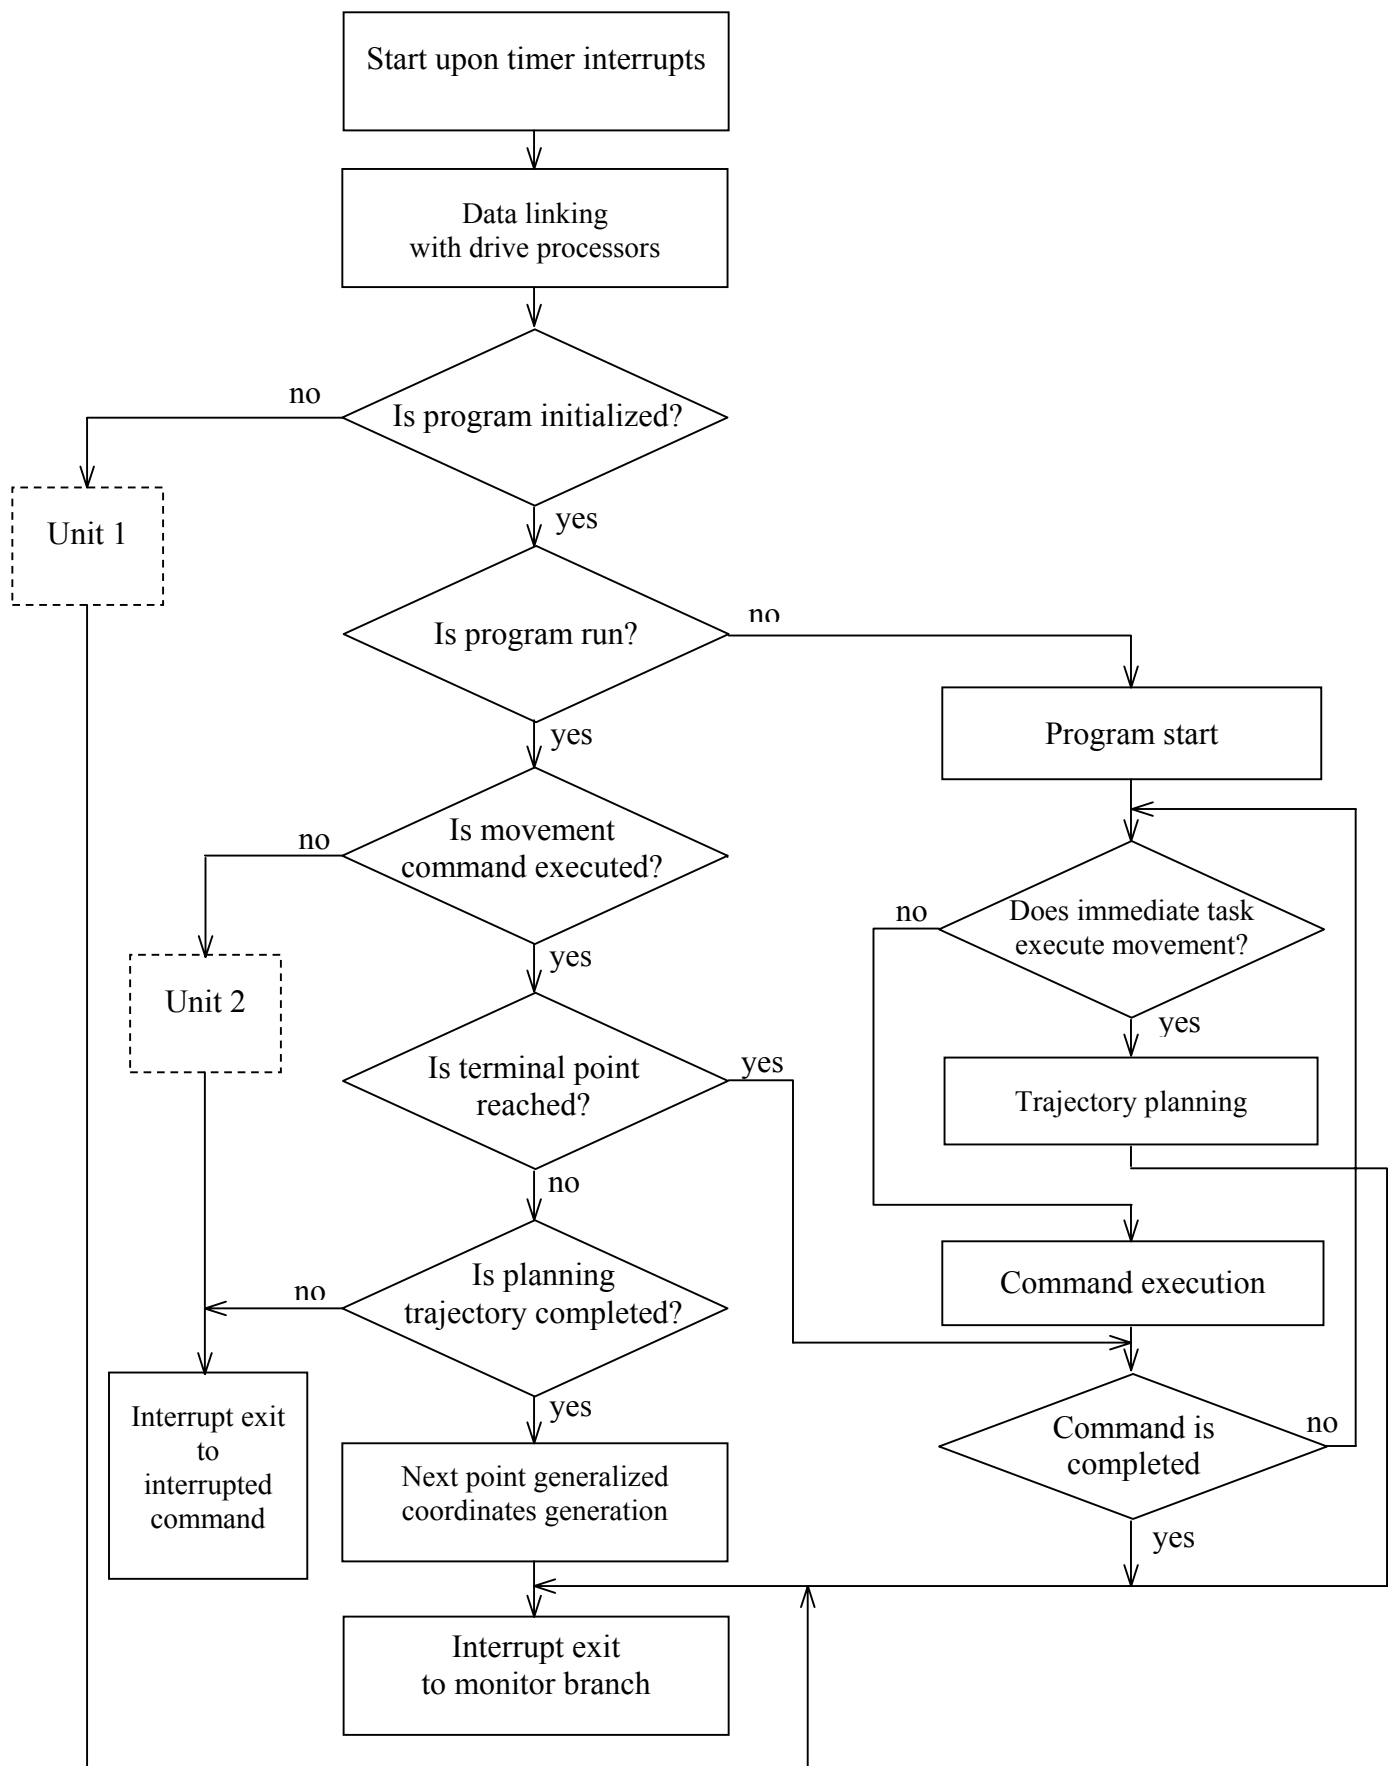 Start upon timer interrupts
Data linking
with drive processors
no
Is program initialized?
yes
Unit 1
no
Is program run?
yes
Program start
Is movement
command executed?
no
yes
Unit 2
Does immediate task
execute movement?
no
yes
Trajectory planning
Is terminal point
reached?
yes
no
Command execution
Is planning
trajectory completed?
no
yes
Interrupt exit
to
interrupted
command
Command is
completed
no
yes
Next point generalized
coordinates generation
Interrupt exit
to monitor branch